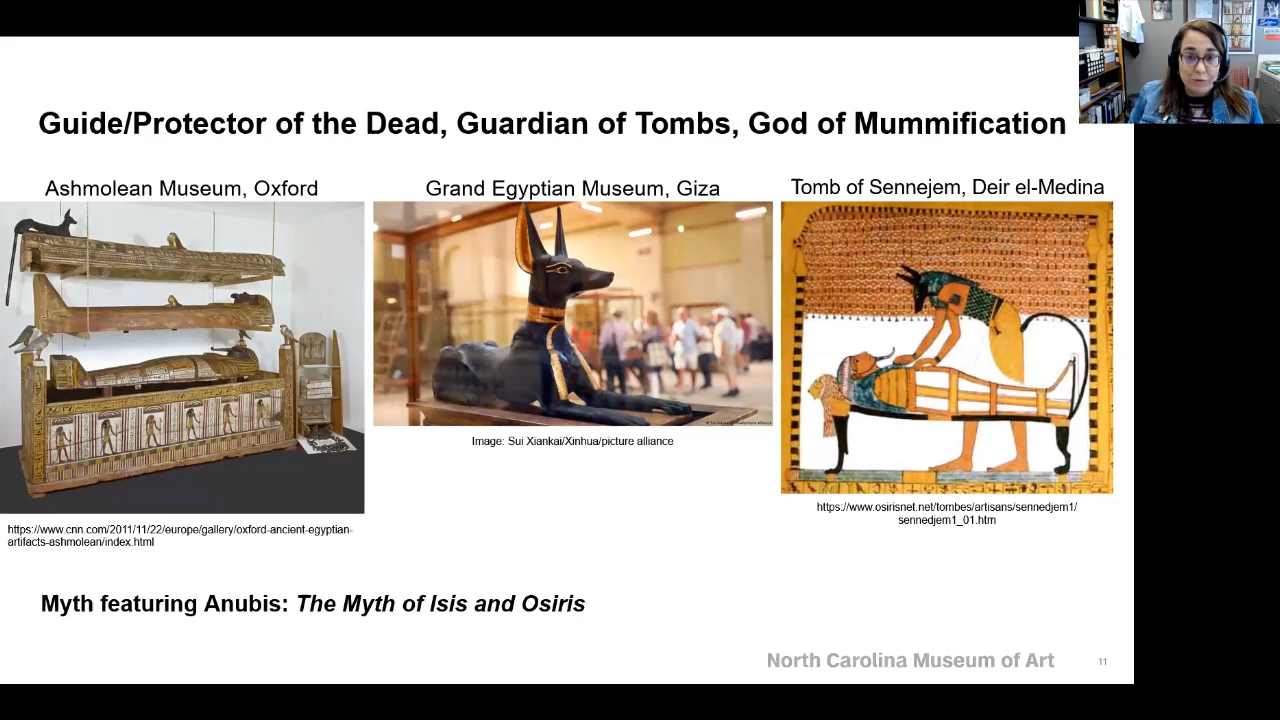 Guide/Protector of the Dead, Guardian of Tombs, God of Mummification
Ashmolean Museum, Oxford
Grand Egyptian Museum, Giza
Tomb of Sennejem, Deir el-Medina
Image: Sui Xiankai/Xinhua/picture alliance
https://www.cnn.com/2011/11/22/europe/gallery/oxford-ancient-egyptian-
artifacts-ashmolean/index.html
https://www.osirisnet.net/tombes/artisans/sennedjem1/
sennedjem1_01.htm
Myth featuring Anubis: The Myth of Isis and Osiris
North Carolina Museum of Art
11